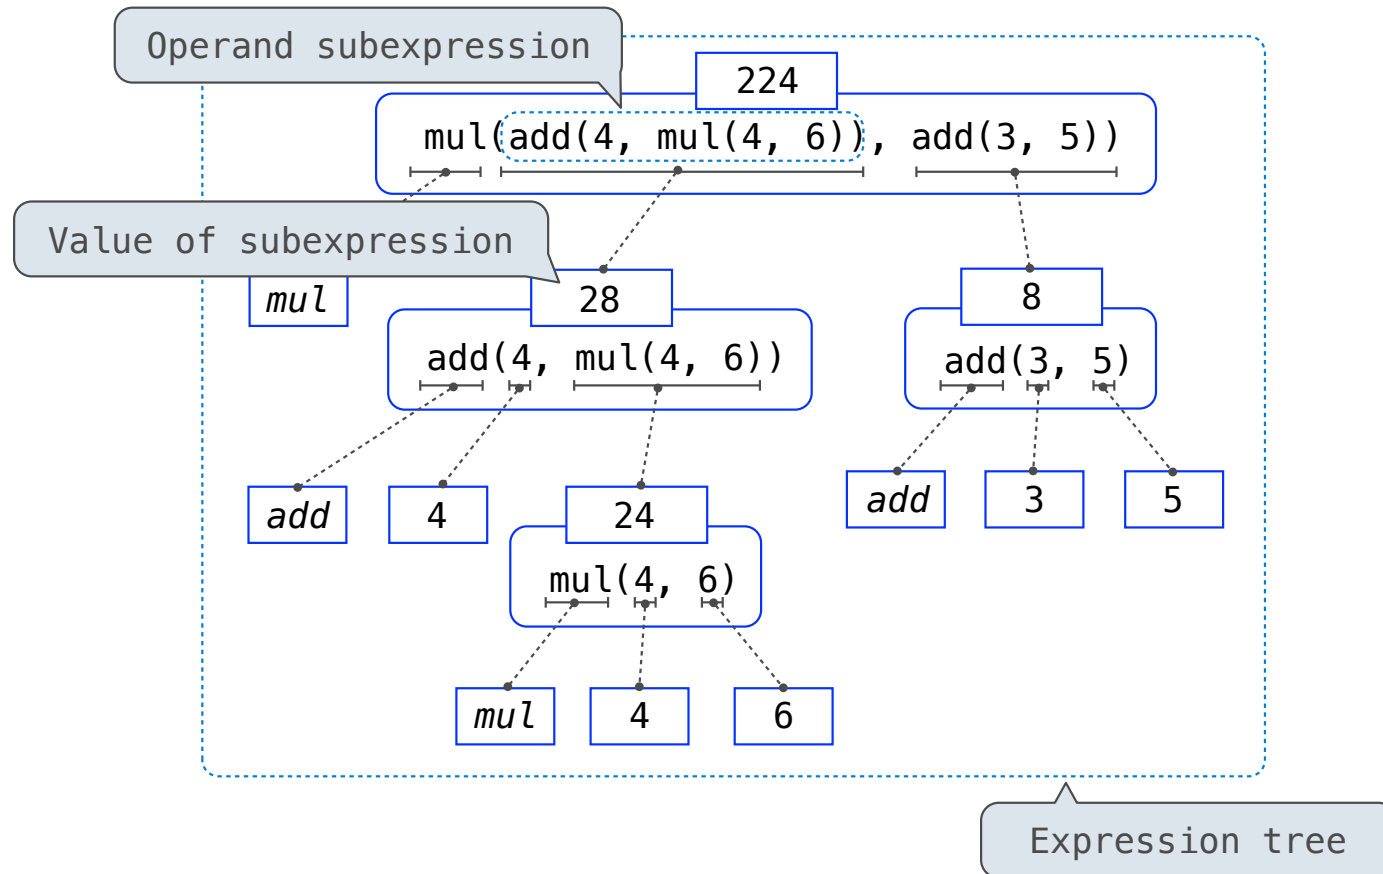 Operand subexpression
224
mul(add(4, mul(4, 6)), add(3, 5))
Value of subexpression
mul
28
8
add(4, mul(4, 6))
add(3, 5)
add
4
24
add
3
5
mul(4, 6)
mul
4
6
Expression tree